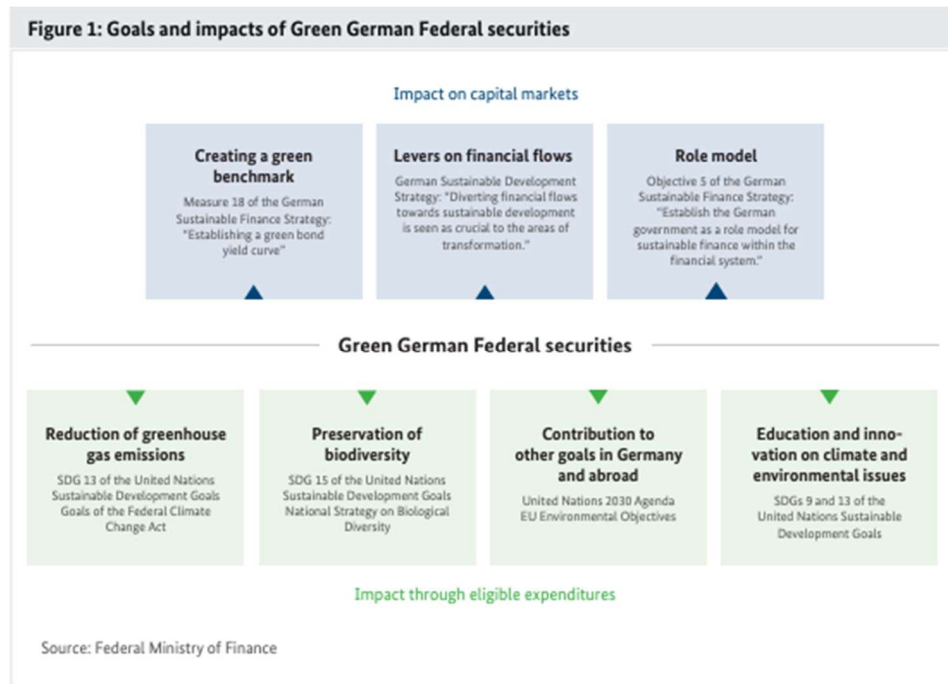 Figure 1: Goals and impacts of Green German Federal securities
Impact on capital markets
Creating a green
benchmark
Measure 18 of the German
Sustainable Finance Strategy:
"Establishing a green bond
yield curve"
Levers on financial flows
German Sustainable Development
Strategy: "Diverting financial flows
towards sustainable development
is seen as crucial to the areas of
transformation."
Role model
Objective 5 of the German
Sustainable Finance Strategy:
"Establish the German
government as a role model for
sustainable finance within the
financial system."
Green German Federal securities
Reduction of greenhouse
gas emissions
SDG 13 of the United Nations
Sustainable Development Goals
Goals of the Federal Climate
Change Act
Preservation of
biodiversity
SDG 15 of the United Nations
Sustainable Development Goals
National Strategy on Biological
Diversity
Contribution to
other goals in Germany
and abroad
United Nations 2030 Agenda
EU Environmental Objectives
Education and inno-
vation on climate and
environmental issues
SDGs 9 and 13 of the
United Nations Sustainable
Development Goals
Impact through eligible expenditures
Source: Federal Ministry of Finance